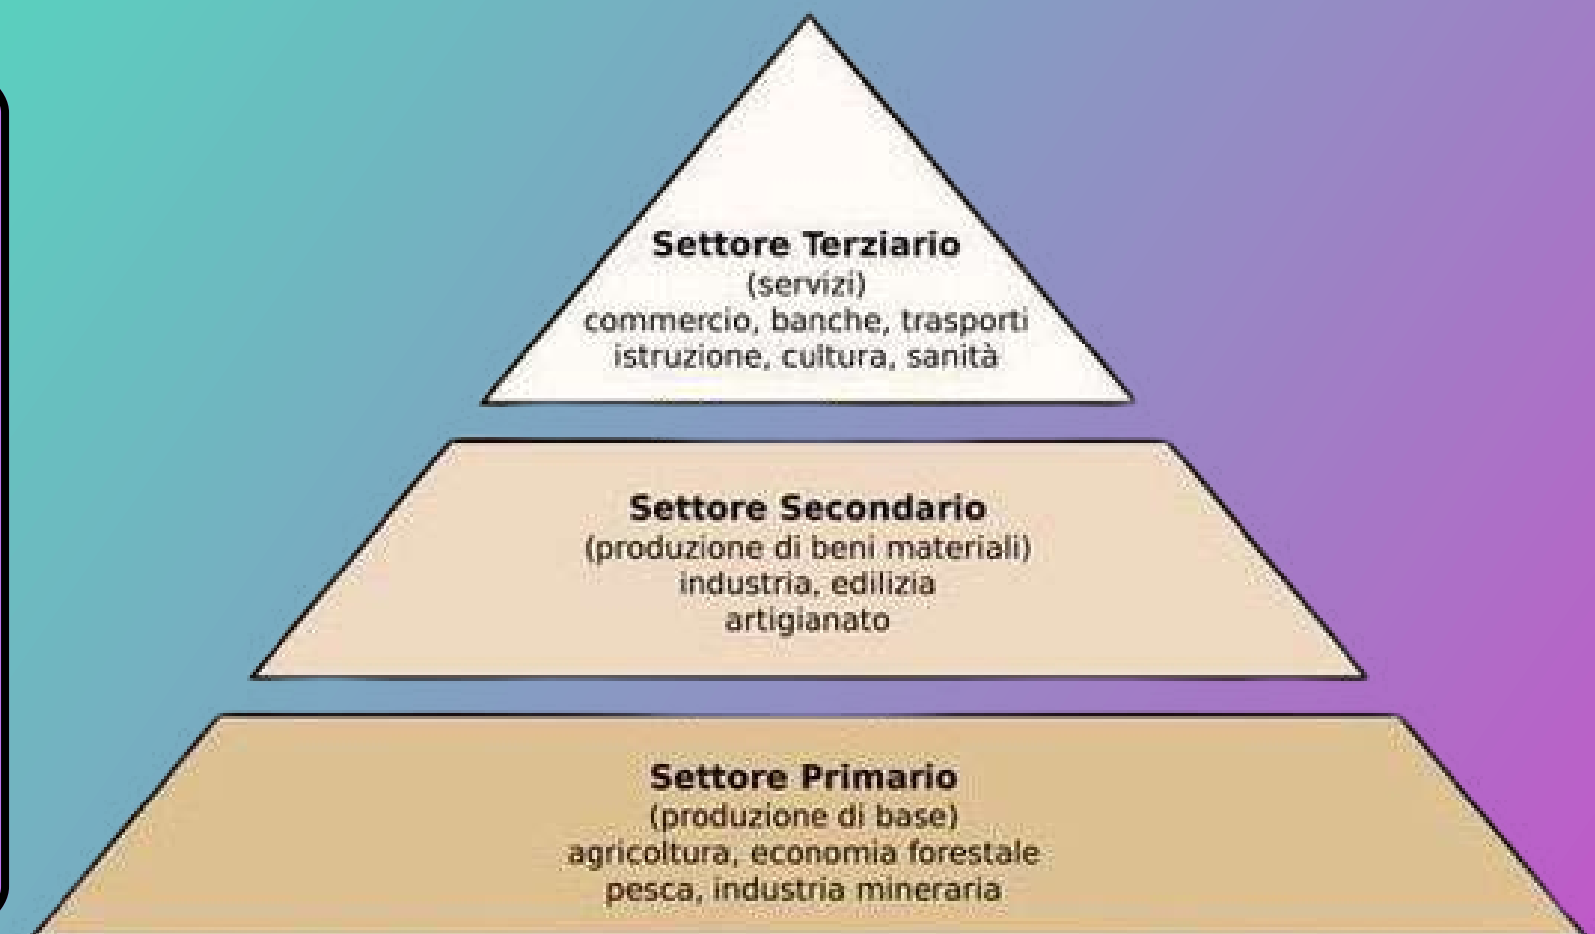 Settore Terziario
(servizi)
commercio, banche, trasporti
istruzione, cultura, sanità
Settore Secondario
(produzione di beni materiali)
industria, edilizia
artigianato
Settore Primario
(produzione di base)
agricoltura, economia forestale
pesca, industria mineraria